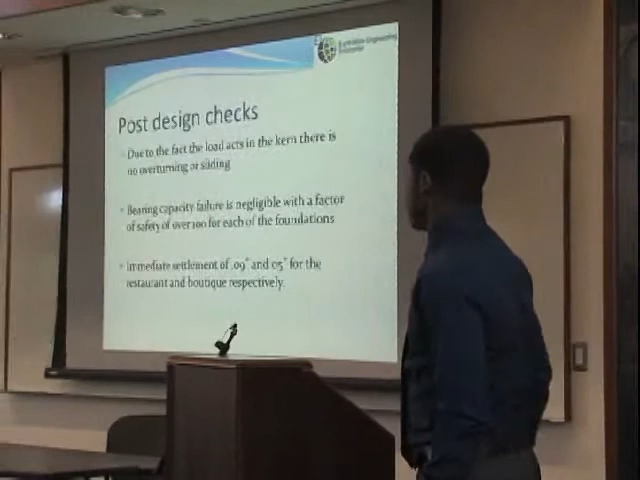 Engineering
Post design checks
Due to the fact the load acts in the kern there is
no overturning or sliding
Bearing capacity failure is negligible with a factor
of safety of over 100 for each of the foundations
Immediate settlement of .09" and 05" for the
restaurant and boutique respectively.